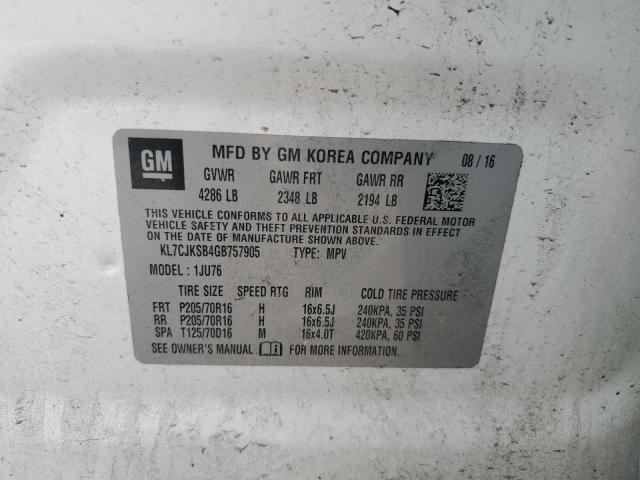 GM
MFD BY GM KOREA COMPANY 08 / 16
GVWR GAWR FRT GAWR RR
4286 LB 2348 LB 2194 LB
THIS VEHICLE CONFORMS TO ALL APPLICABLE U.S. FEDERAL MOTOR
VEHICLE SAFETY AND THEFT PREVENTION STANDARDS IN EFFECT
ON THE DATE OF MANUFACTURE SHOWN ABOVE.
KL7CJKSB4GB757905 TYPE: MPV
MODEL : 1JU76
TIRE SIZE SPEED RTG RIM COLD TIRE PRESSURE
FRT P205/70R16 H 16x6.5J 240KPA, 35 PSI
RR P205/70R16 H 16x6.5J 240KPA, 35 PSI
SPA T125/70D16 M 16x4.0T 420KPA, 60 PSI
SEE OWNER'S MANUAL FOR MORE INFORMATION.